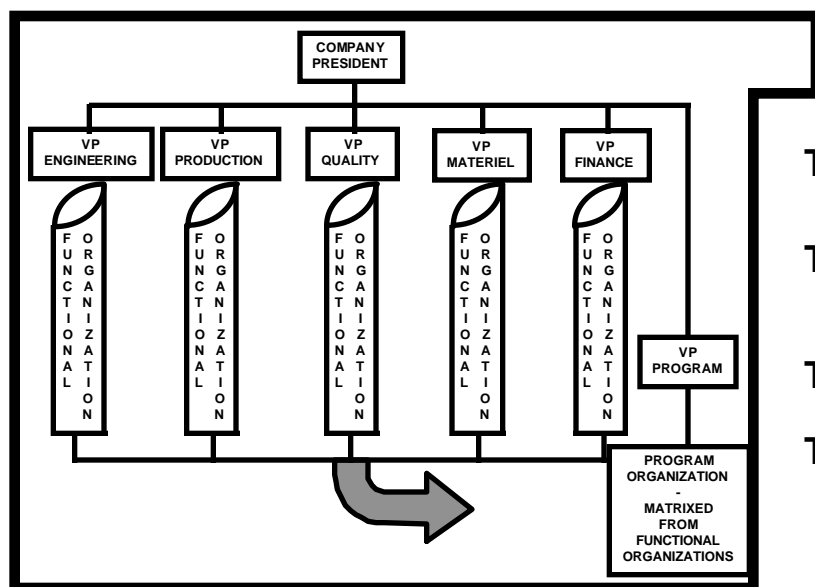 COMPANY
PRESIDENT
VP
ENGINEERING
VP
PRODUCTION
VP
QUALITY
VP
MATERIEL
VP
FINANCE
FUNCTIONAL
ORGANIZATION
FUNCTIONAL
ORGANIZATION
FUNCTIONAL
ORGANIZATION
FUNCTIONAL
ORGANIZATION
FUNCTIONAL
ORGANIZATION
VP
PROGRAM
PROGRAM
ORGANIZATION
-
MATRIXED
FROM
FUNCTIONAL
ORGANIZATIONS
T
T
T
T